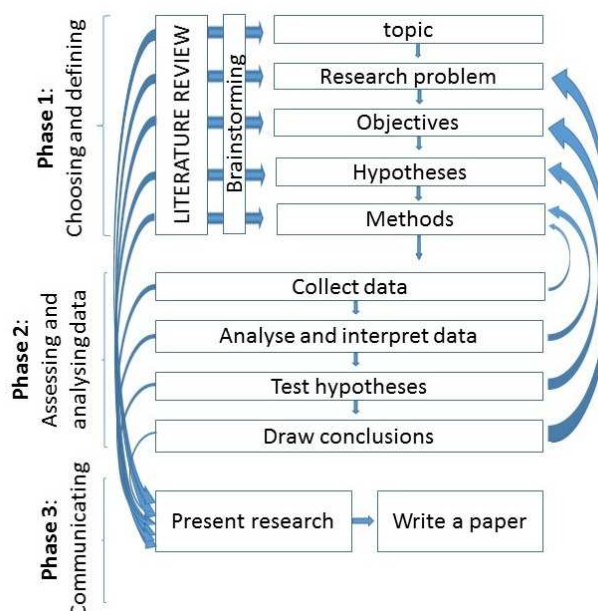 Phase 1:
Choosing and defining
LITERATURE REVIEW
Brainstorming
topic
Research problem
Objectives
Hypotheses
Methods
Phase 2:
Assessing and
analysing data
Collect data
Analyse and interpret data
Test hypotheses
Draw conclusions
Phase 3:
Communicating
Present research
Write a paper